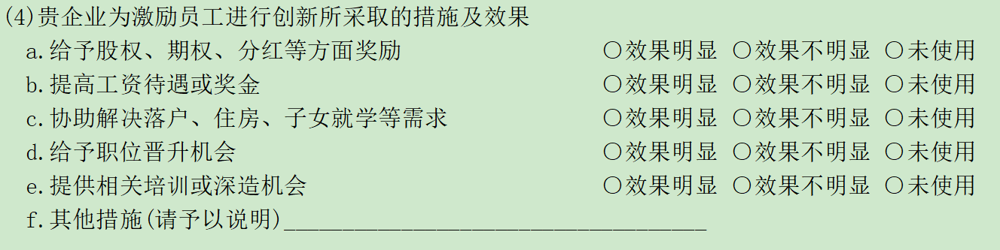 (4)贵企业为激励员工进行创新所采取的措施及效果
a.给予股权、期权、分红等方面奖励 ○效果明显 ○效果不明显 ○未使用
b.提高工资待遇或奖金 ○效果明显 ○效果不明显 ○未使用
c.协助解决落户、住房、子女就学等需求 ○效果明显 ○效果不明显 ○未使用
d.给予职位晋升机会 ○效果明显 ○效果不明显 ○未使用
e.提供相关培训或深造机会 ○效果明显 ○效果不明显 ○未使用
f.其他措施(请予以说明)____________________________________